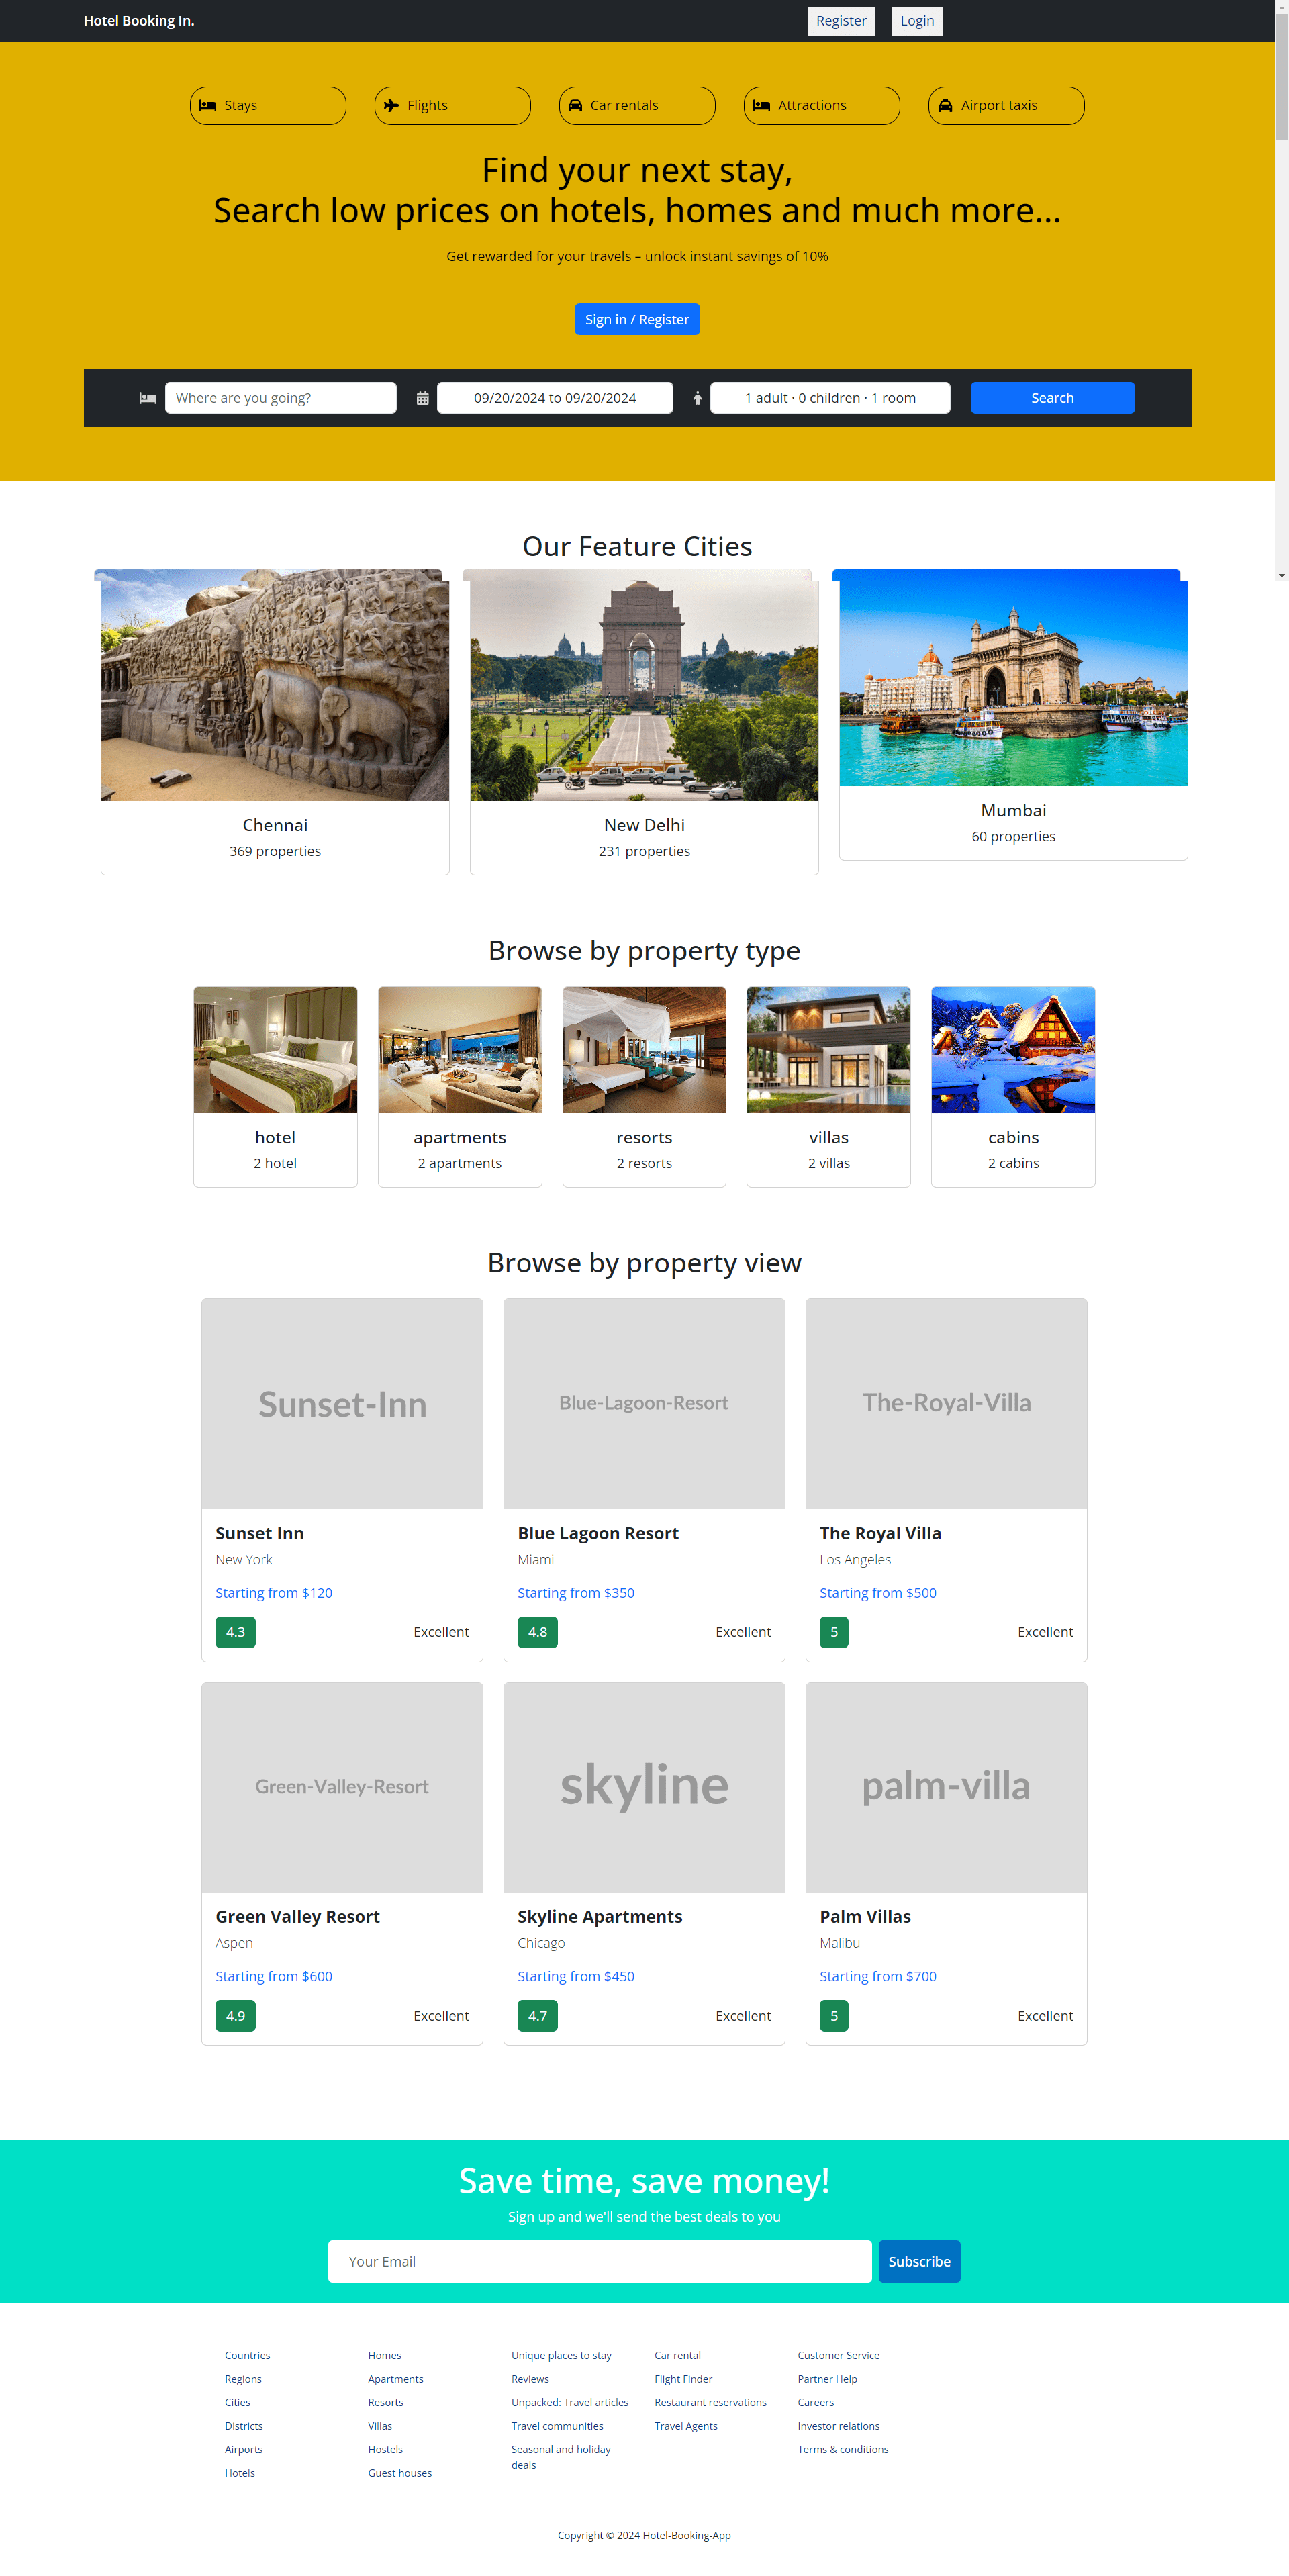 Hotel Booking In.
Register
Login
Stays
Flights
Car rentals
Attractions
Airport taxis
Find your next stay,
Search low prices on hotels, homes and much more...
Get rewarded for your travels – unlock instant savings of 10%
Sign in / Register
Where are you going?
09/20/2024 to 09/20/2024
1 adult · 0 children · 1 room
Search
Our Feature Cities
Chennai
369 properties
New Delhi
231 properties
Mumbai
60 properties
Browse by property type
hotel
2 hotel
apartments
2 apartments
resorts
2 resorts
villas
2 villas
cabins
2 cabins
Browse by property view
Sunset-Inn
Sunset Inn
New York
Starting from $120
4.3
Excellent
Blue-Lagoon-Resort
Blue Lagoon Resort
Miami
Starting from $350
4.8
Excellent
The-Royal-Villa
The Royal Villa
Los Angeles
Starting from $500
5
Excellent
Green-Valley-Resort
Green Valley Resort
Aspen
Starting from $600
4.9
Excellent
skyline
Skyline Apartments
Chicago
Starting from $450
4.7
Excellent
palm-villa
Palm Villas
Malibu
Starting from $700
5
Excellent
Save time, save money!
Sign up and we'll send the best deals to you
Your Email
Subscribe
Countries
Regions
Cities
Districts
Airports
Hotels
Homes
Apartments
Resorts
Villas
Hostels
Guest houses
Unique places to stay
Reviews
Unpacked: Travel articles
Travel communities
Seasonal and holiday
deals
Car rental
Flight Finder
Restaurant reservations
Travel Agents
Customer Service
Partner Help
Careers
Investor relations
Terms & conditions
Copyright © 2024 Hotel-Booking-App